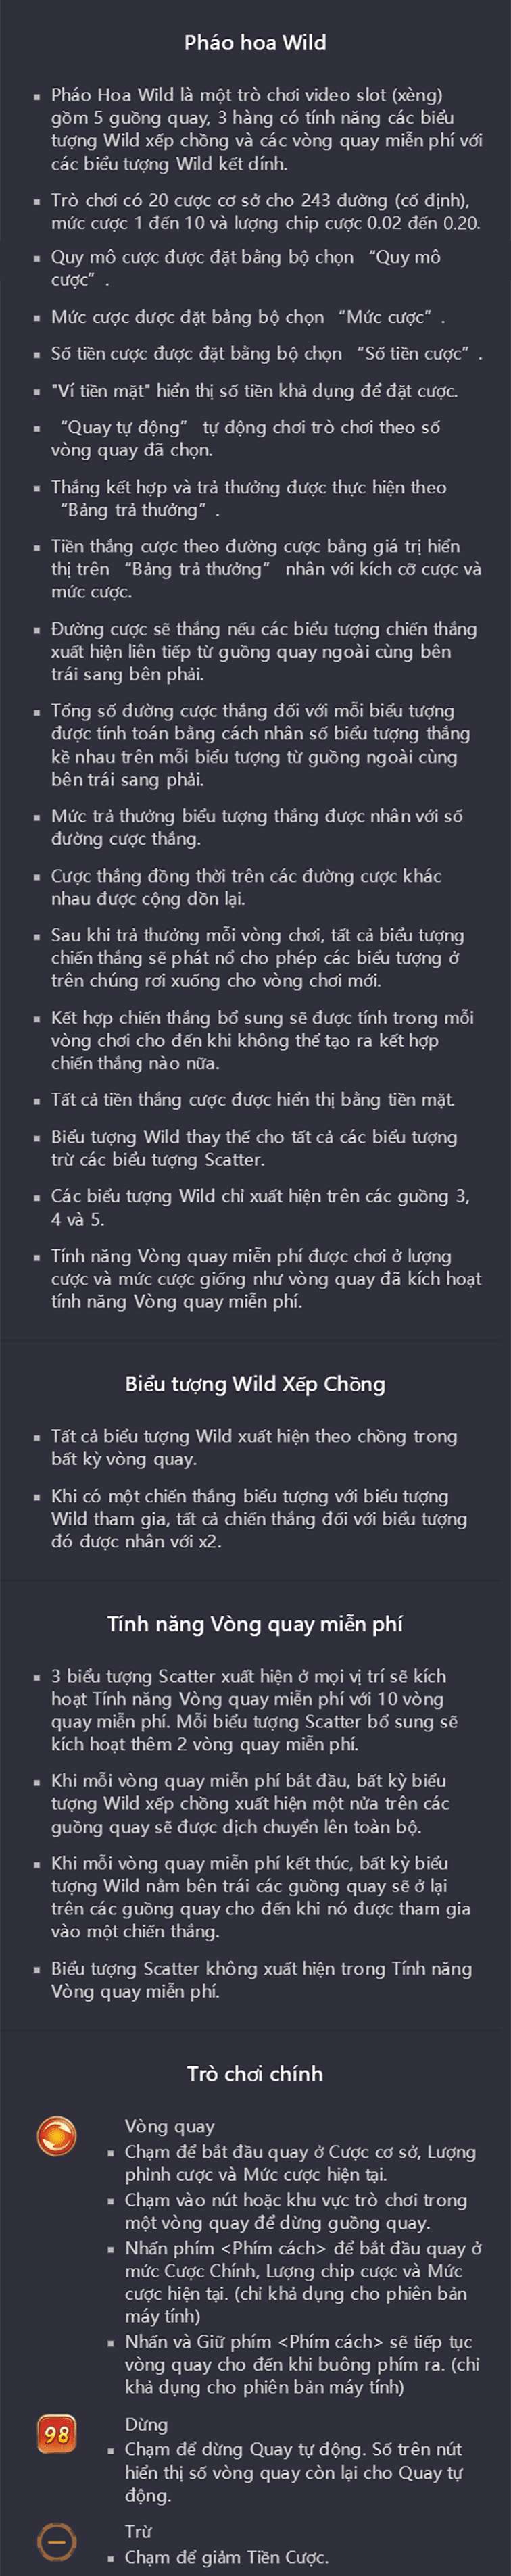 Pháo hoa Wild
▪ Pháo Hoa Wild là một trò chơi video slot (xèng)
gồm 5 guồng quay, 3 hàng có tính năng các biểu
tượng Wild xếp chồng và các vòng quay miễn phí với
các biểu tượng Wild kết dính.
▪ Trò chơi có 20 cược cơ sở cho 243 đường (cố định),
mức cược 1 đến 10 và lượng chip cược 0.02 đến 0.20.
▪ Quy mô cược được đặt bằng bộ chọn “Quy mô
cược” .
▪ Mức cược được đặt bằng bộ chọn “Mức cược” .
▪ Số tiền cược được đặt bằng bộ chọn “Số tiền cược” .
▪ "Ví tiền mặt" hiển thị số tiền khả dụng để đặt cược.
▪ “Quay tự động” tự động chơi trò chơi theo số
vòng quay đã chọn.
▪ Thắng kết hợp và trả thưởng được thực hiện theo
“Bảng trả thưởng” .
▪ Tiền thắng cược theo đường cược bằng giá trị hiển
thị trên “Bảng trả thưởng” nhân với kích cỡ cược và
mức cược.
▪ Đường cược sẽ thắng nếu các biểu tượng chiến thắng
xuất hiện liên tiếp từ guồng quay ngoài cùng bên
trái sang bên phải.
▪ Tổng số đường cược thắng đối với mỗi biểu tượng
được tính toán bằng cách nhân số biểu tượng thắng
kề nhau trên mỗi biểu tượng từ guồng ngoài cùng
bên trái sang phải.
▪ Mức trả thưởng biểu tượng thắng được nhân với số
đường cược thắng.
▪ Cược thắng đồng thời trên các đường cược khác
nhau được cộng dồn lại.
▪ Sau khi trả thưởng mỗi vòng chơi, tất cả biểu tượng
chiến thắng sẽ phát nổ cho phép các biểu tượng ở
trên chúng rơi xuống cho vòng chơi mới.
▪ Kết hợp chiến thắng bổ sung sẽ được tính trong mỗi
vòng chơi cho đến khi không thể tạo ra kết hợp
chiến thắng nào nữa.
▪ Tất cả tiền thắng cược được hiển thị bằng tiền mặt.
▪ Biểu tượng Wild thay thế cho tất cả các biểu tượng
trừ các biểu tượng Scatter.
▪ Các biểu tượng Wild chỉ xuất hiện trên các guồng 3,
4 và 5.
▪ Tính năng Vòng quay miễn phí được chơi ở lượng
cược và mức cược giống như vòng quay đã kích hoạt
tính năng Vòng quay miễn phí.
Biểu tượng Wild Xếp Chồng
▪ Tất cả biểu tượng Wild xuất hiện theo chồng trong
bất kỳ vòng quay.
▪ Khi có một chiến thắng biểu tượng với biểu tượng
Wild tham gia, tất cả chiến thắng đối với biểu tượng
đó được nhân với x2.
Tính năng Vòng quay miễn phí
▪ 3 biểu tượng Scatter xuất hiện ở mọi vị trí sẽ kích
hoạt Tính năng Vòng quay miễn phí với 10 vòng
quay miễn phí. Mỗi biểu tượng Scatter bổ sung sẽ
kích hoạt thêm 2 vòng quay miễn phí.
▪ Khi mỗi vòng quay miễn phí bắt đầu, bất kỳ biểu
tượng Wild xếp chồng xuất hiện một nửa trên các
guồng quay sẽ được dịch chuyển lên toàn bộ.
▪ Khi mỗi vòng quay miễn phí kết thúc, bất kỳ biểu
tượng Wild nằm bên trái các guồng quay sẽ ở lại
trên các guồng quay cho đến khi nó được tham gia
vào một chiến thắng.
▪ Biểu tượng Scatter không xuất hiện trong Tính năng
Vòng quay miễn phí.
Trò chơi chính
Vòng quay
▪ Chạm để bắt đầu quay ở Cược cơ sở, Lượng
phỉnh cược và Mức cược hiện tại.
▪ Chạm vào nút hoặc khu vực trò chơi trong
một vòng quay để dừng guồng quay.
▪ Nhấn phím <Phím cách> để bắt đầu quay ở
mức Cược Chính, Lượng chip cược và Mức
cược hiện tại. (chỉ khả dụng cho phiên bản
máy tính)
▪ Nhấn và Giữ phím <Phím cách> sẽ tiếp tục
vòng quay cho đến khi buông phím ra. (chỉ
khả dụng cho phiên bản máy tính)
98
Dừng
▪ Chạm để dừng Quay tự động. Số trên nút
hiển thị số vòng quay còn lại cho Quay tự
động.
Trừ
▪ Chạm để giảm Tiền Cược.